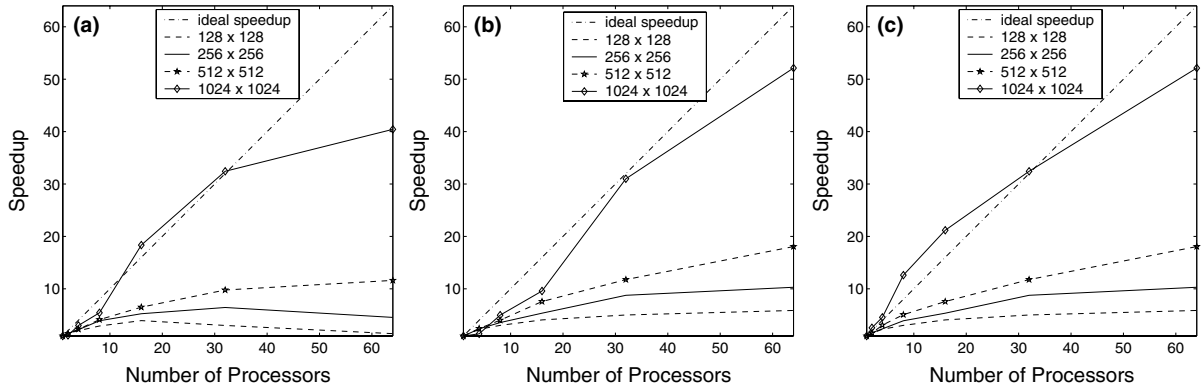 (a)
ideal speedup
128 x 128
256 x 256
512 x 512
1024 x 1024
60
50
40
30
20
10
Speedup
10 20 30 40 50 60
Number of Processors
(b)
ideal speedup
128 x 128
256 x 256
512 x 512
1024 x 1024
60
50
40
30
20
10
Speedup
10 20 30 40 50 60
Number of Processors
(c)
ideal speedup
128 x 128
256 x 256
512 x 512
1024 x 1024
60
50
40
30
20
10
Speedup
10 20 30 40 50 60
Number of Processors